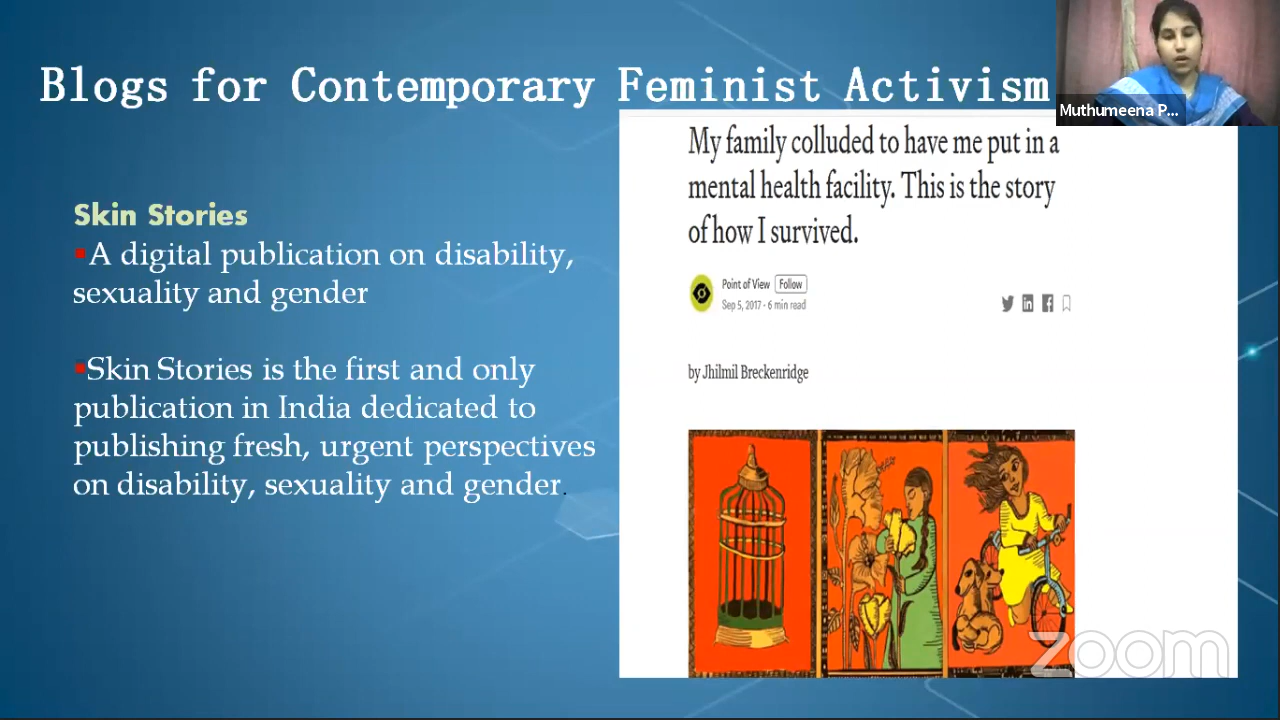 Blogs for Contemporary Feminist Activism
Muthumeena P...
Skin Stories
▪A digital publication on disability,
sexuality and gender
▪Skin Stories is the first and only
publication in India dedicated to
publishing fresh, urgent perspectives
on disability, sexuality and gender.
My family colluded to have me put in a
mental health facility. This is the story
of how I survived.
Point of View Follow
Sep 5, 2017 · 6 min read
by Jhilmil Breckenridge
zoom